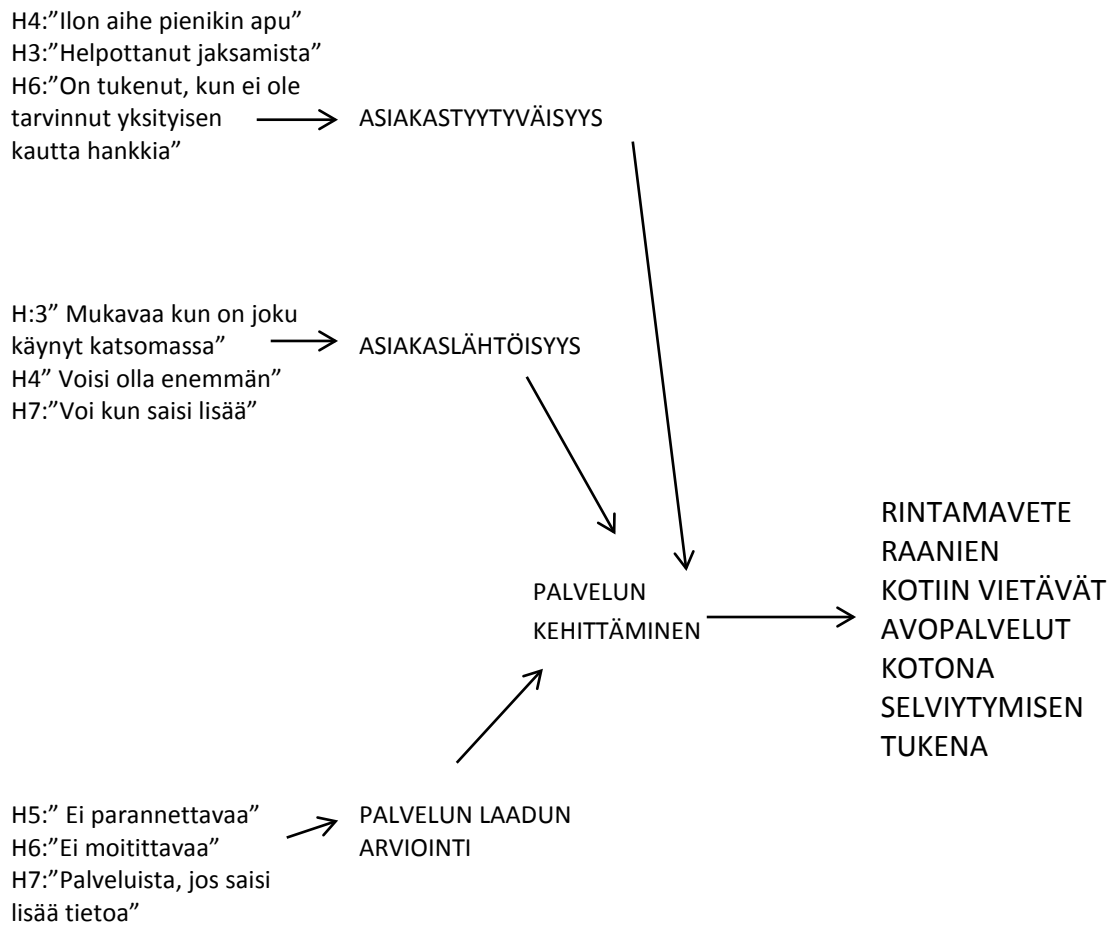 H4:”Ilon aihe pienikin apu”
H3:”Helpottanut jaksamista”
H6:”On tukenut, kun ei ole
tarvinnut yksityisen
kautta hankkia”
ASIAKASTYYTYVÄISYYS
H:3” Mukavaa kun on joku
käynyt katsomassa”
H4” Voisi olla enemmän”
H7:”Voi kun saisi lisää”
ASIAKASLÄHTÖISYYS
PALVELUN
KEHITTÄMINEN
RINTAMAVETE
RAANIEN
KOTIIN VIETÄVÄT
AVOPALVELUT
KOTONA
SELVIYTYMISEN
TUKENA
H5:” Ei parannettavaa”
H6:”Ei moitittavaa”
H7:”Palveluista, jos saisi
lisää tietoa”
PALVELUN LAADUN
ARVIOINTI